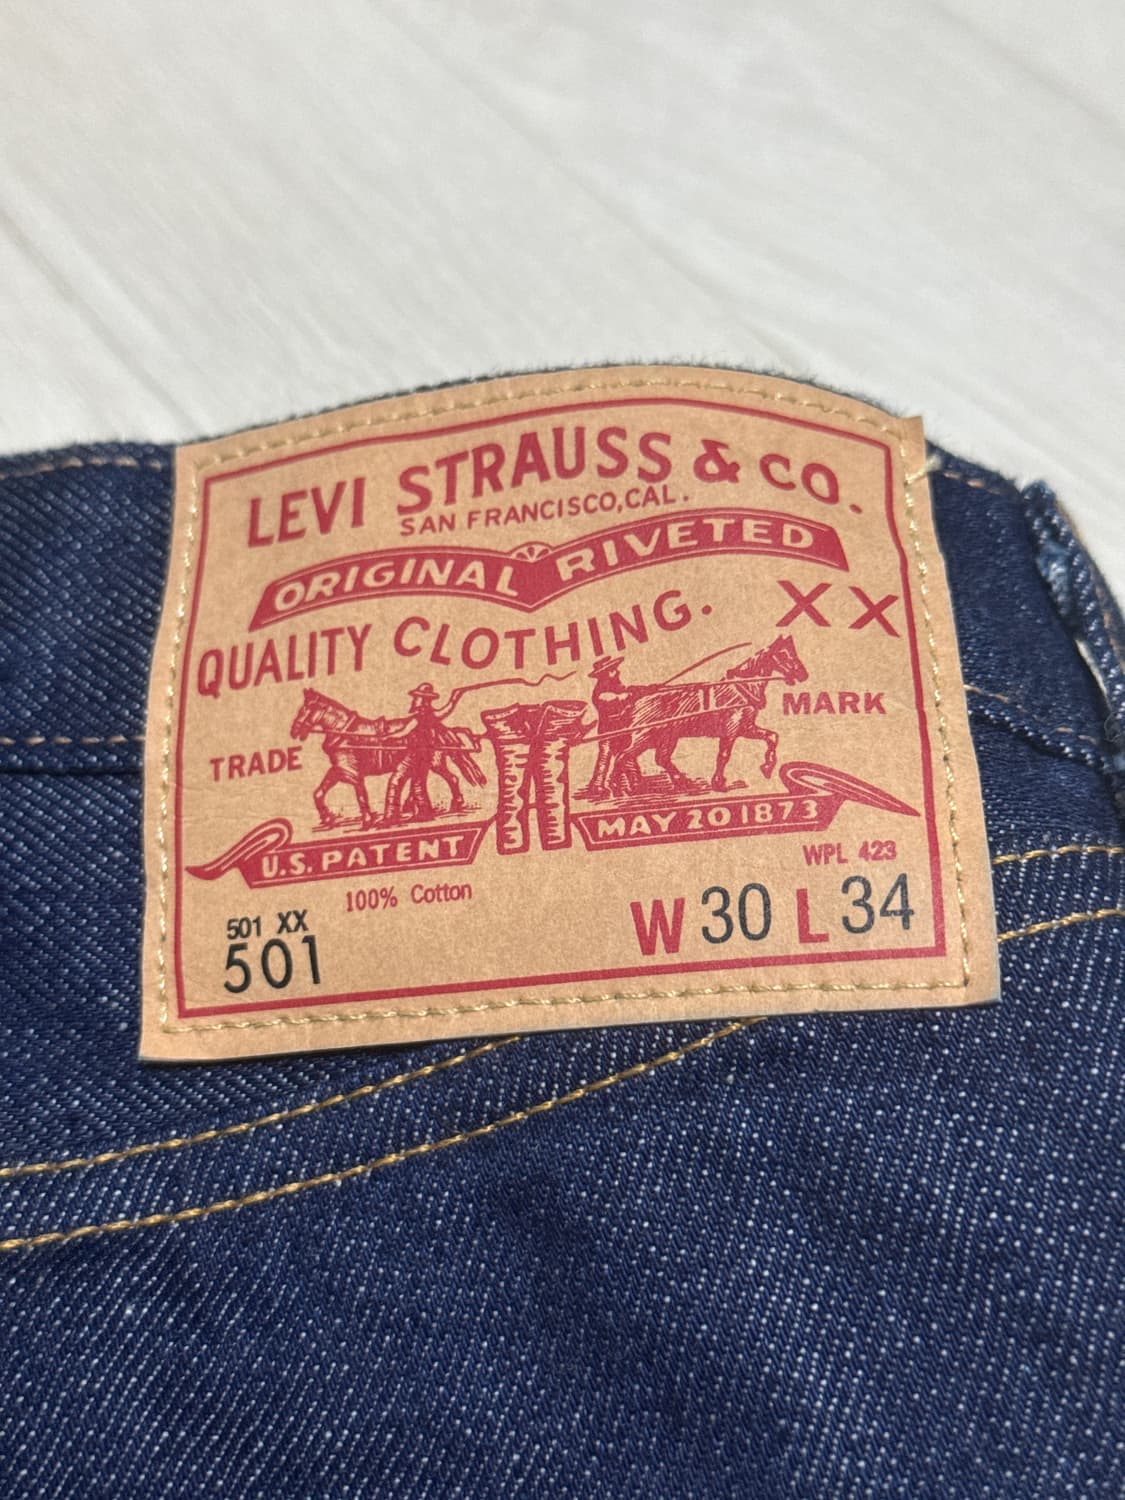 LEVI STRAUSS & CO.
SAN FRANCISCO, CAL.
ORIGINAL RIVETED
QUALITY CLOTHING. XX
TRADE MARK
U.S. PATENT MAY 20 1873
100% Cotton WPL 423
501 XX
501 W 30 L 34